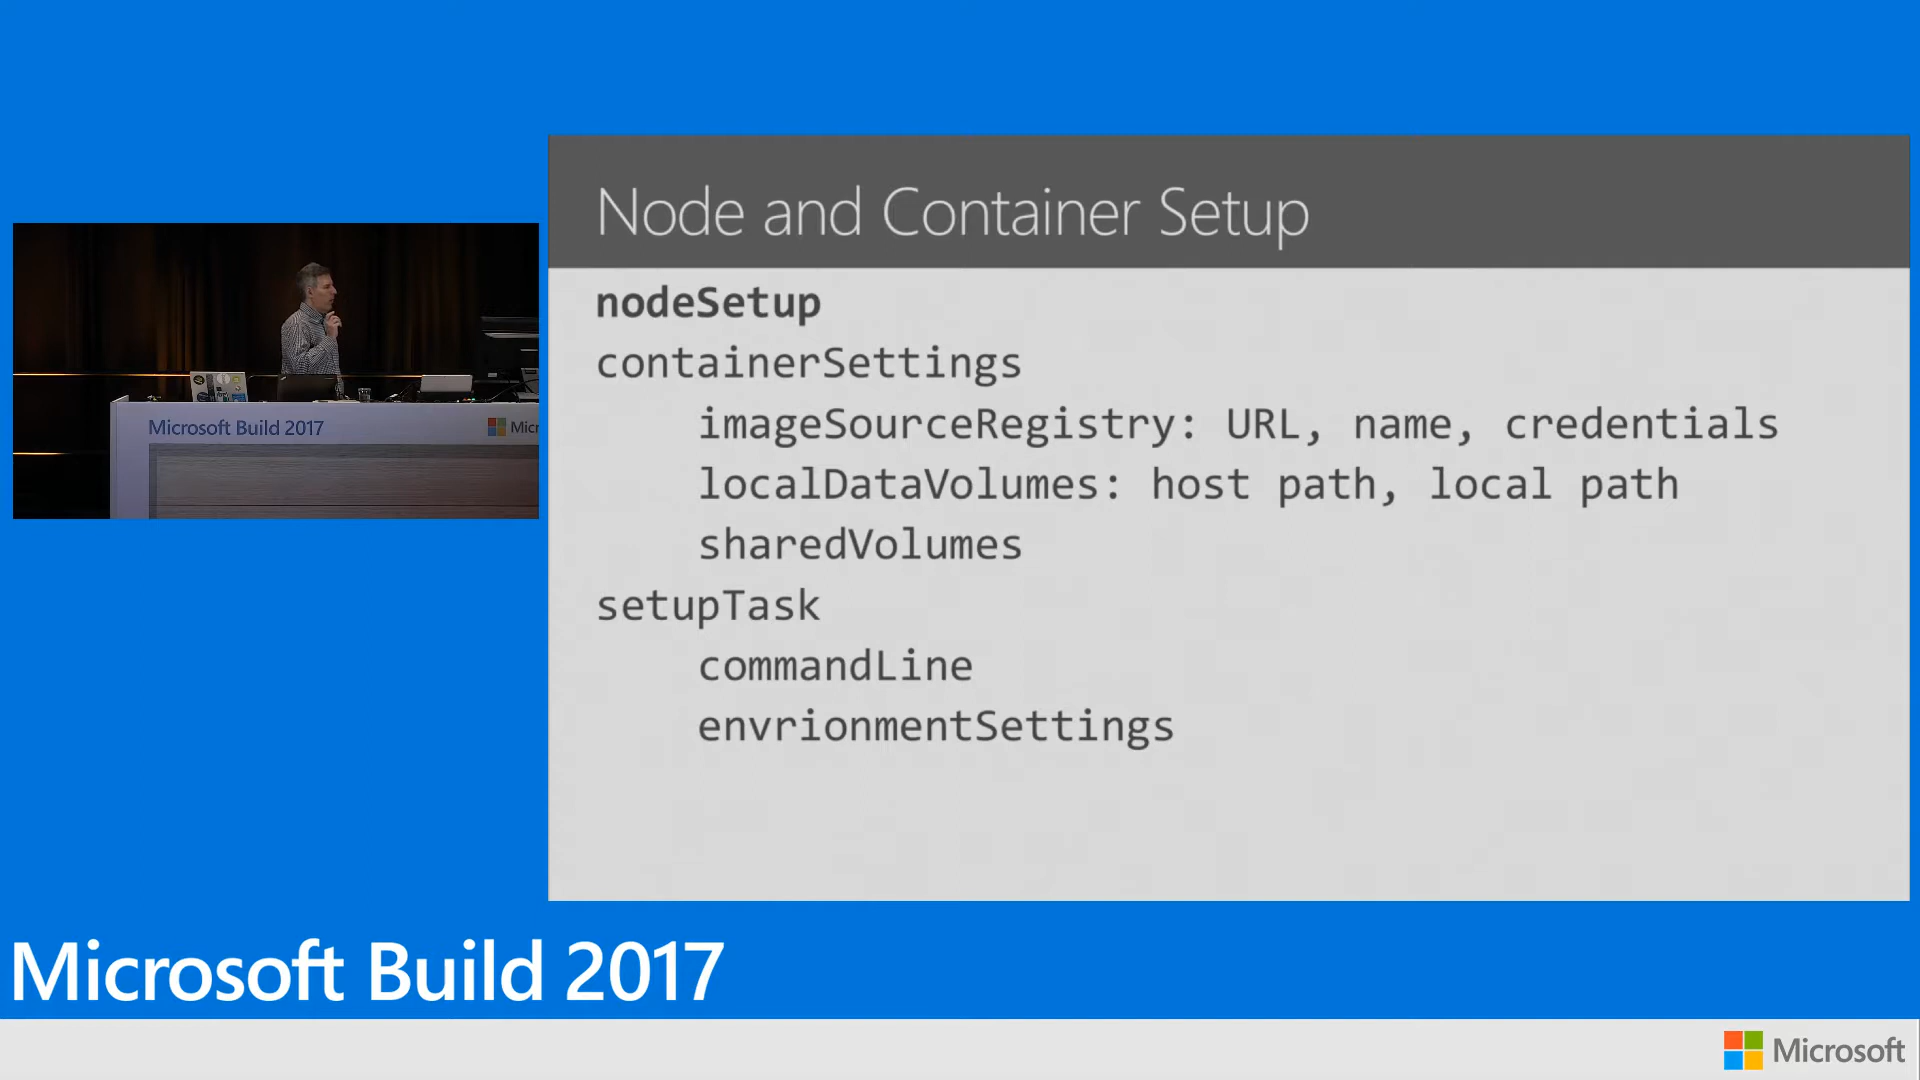 Node and Container Setup
nodeSetup
containerSettings
imageSourceRegistry: URL, name, credentials
localDataVolumes: host path, local path
sharedVolumes
setupTask
commandLine
envrionmentSettings
Microsoft Build 2017
Micr
Microsoft Build 2017
Microsoft